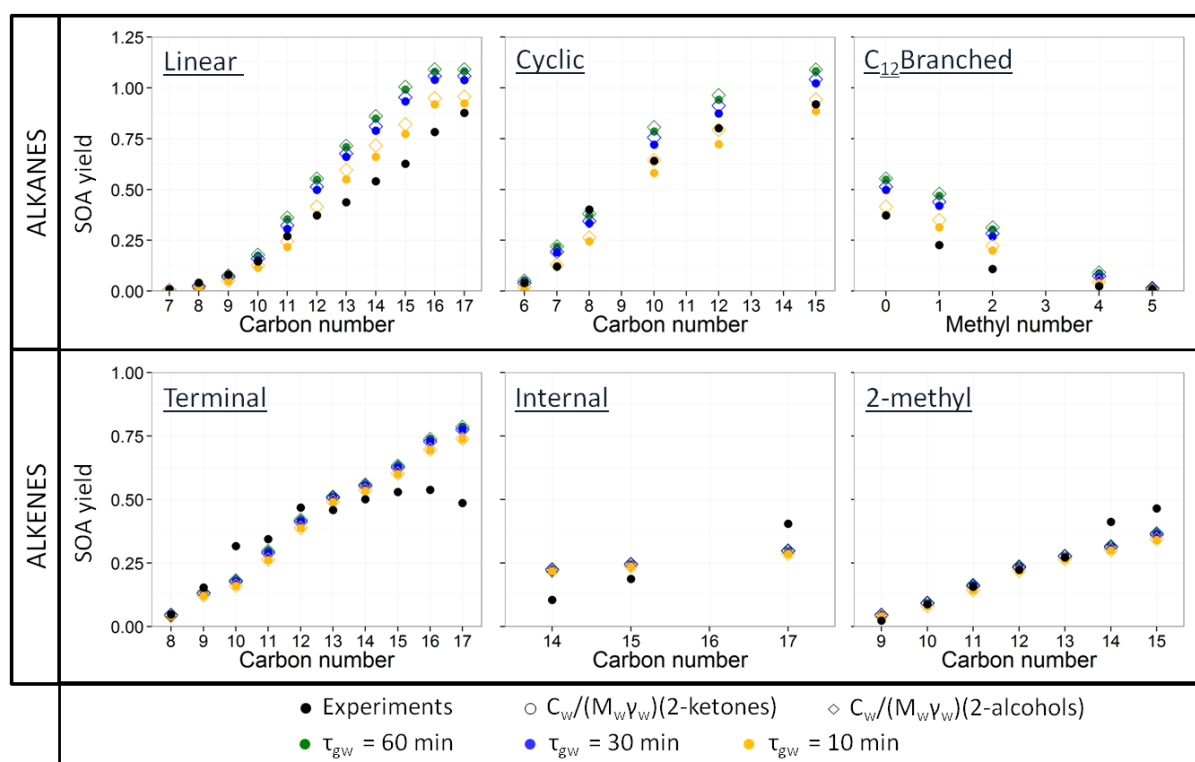 ALKANES
SOA yield
1.25
1.00
0.75
0.50
0.25
0.00
Linear
7 8 9 10 11 12 13 14 15 16 17
Carbon number
Cyclic
6 7 8 9 10 11 12 13 14 15
Carbon number
C12Branched
0 1 2 3 4 5
Methyl number
ALKENES
SOA yield
1.00
0.75
0.50
0.25
0.00
Terminal
8 9 10 11 12 13 14 15 16 17
Carbon number
Internal
14 15 16 17
Carbon number
2-methyl
9 10 11 12 13 14 15
Carbon number
Experiments Cw/(Mwγw)(2-ketones) Cw/(Mwγw)(2-alcohols)
τgw = 60 min τgw = 30 min τgw = 10 min